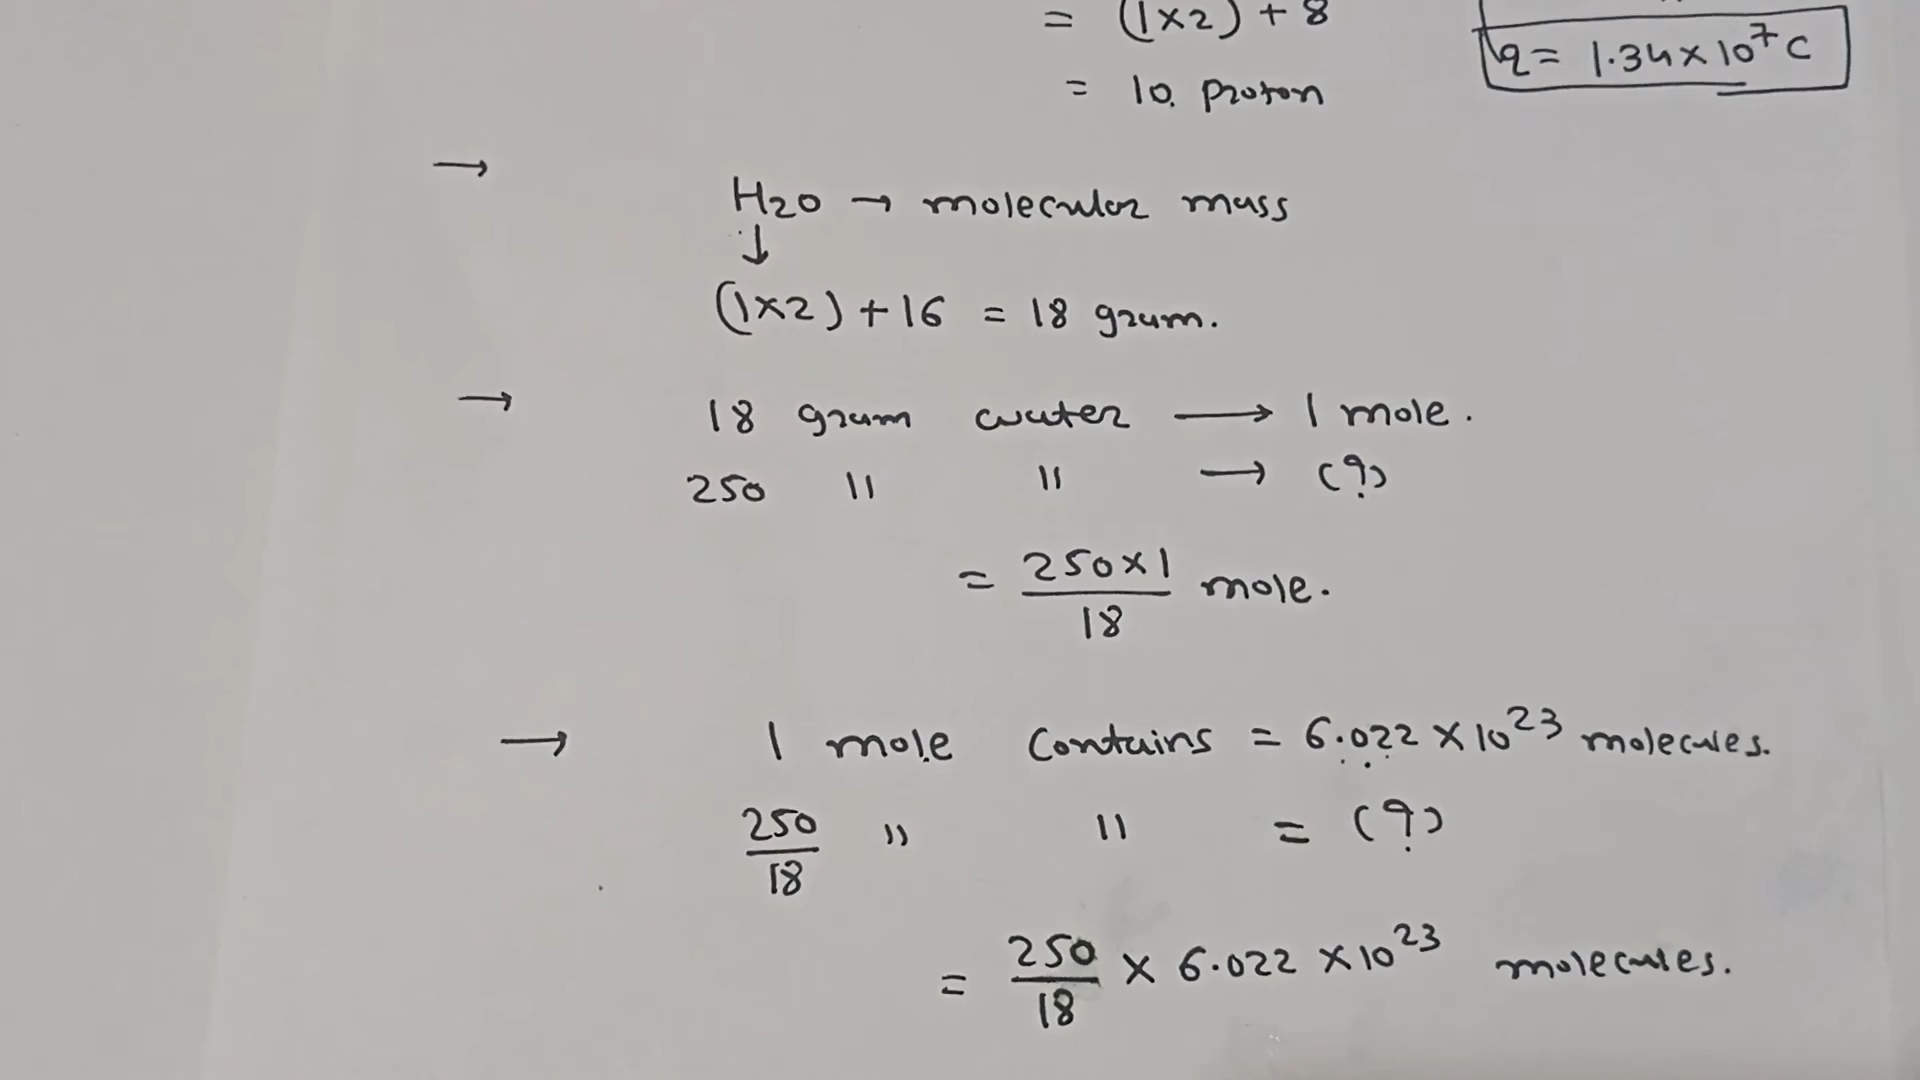 = (1×2) + 8
q = 1.34 × 10⁷ C
= 10 proton
→
H2O → molecular mass
↓
(1×2) + 16 = 18 gram.
→ 18 gram water → 1 mole.
250 〃 〃 → (?)
= 250×1/18 mole.
→ 1 mole contains = 6.022 × 10²³ molecules.
250/18 〃 〃 = (?)
= 250/18 × 6.022 × 10²³ molecules.